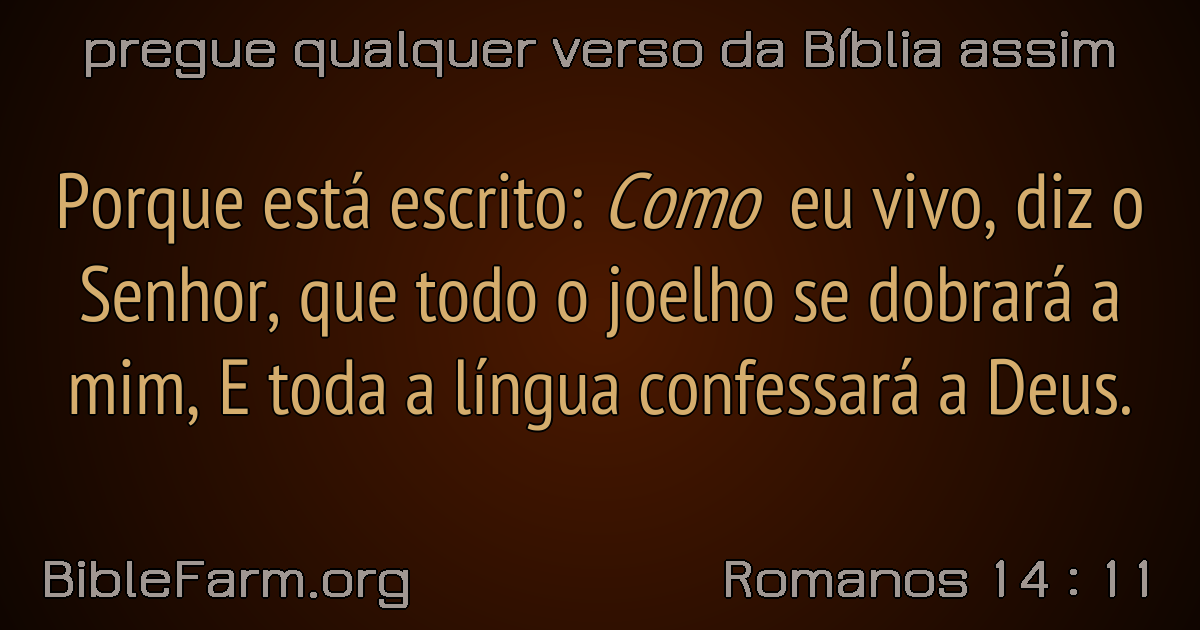 pregue qualquer verso da Bíblia assim
Porque está escrito: Como eu vivo, diz o
Senhor, que todo o joelho se dobrará a
mim, E toda a língua confessará a Deus.
BibleFarm.org
Romanos 14 : 11